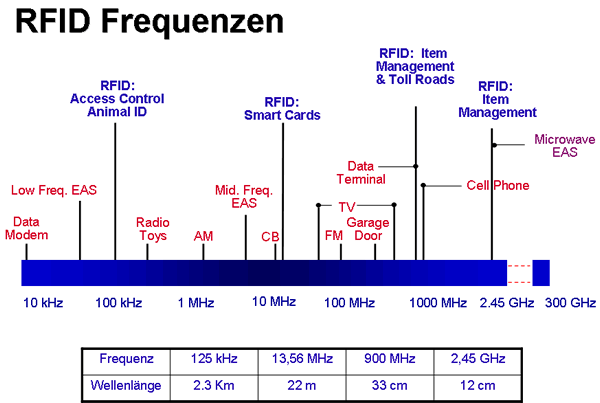 RFID Frequenzen
RFID: Item
Management
& Toll Roads
RFID:
Access Control
Animal ID
RFID:
Smart Cards
RFID:
Item
Management
Microwave
EAS
Low Freq. EAS
Mid. Freq.
EAS
Data
Terminal
Cell Phone
Data
Modem
Radio
Toys
AM
CB
TV
FM
Garage
Door
10 kHz
100 kHz
1 MHz
10 MHz
100 MHz
1000 MHz
2.45 GHz
300 GHz
Frequenz 125 kHz 13,56 MHz 900 MHz 2,45 GHz
Wellenlänge 2.3 Km 22 m 33 cm 12 cm